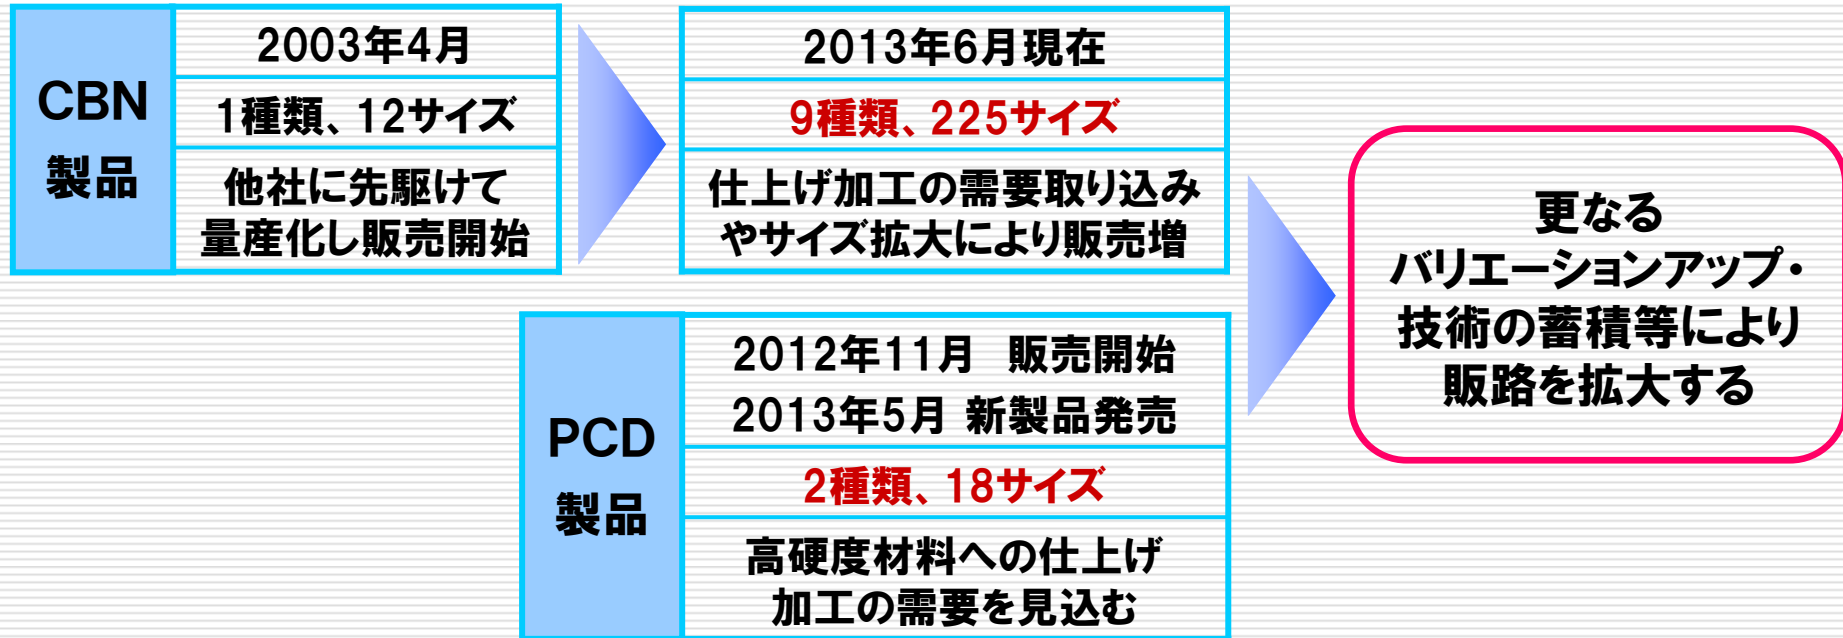 CBN
製品
2003年4月
1種類、12サイズ
他社に先駆けて
量産化し販売開始
2013年6月現在
9種類、225サイズ
仕上げ加工の需要取り込み
やサイズ拡大により販売増
PCD
製品
2012年11月　販売開始
2013年5月 新製品発売
2種類、18サイズ
高硬度材料への仕上げ
加工の需要を見込む
更なる
バリエーションアップ・
技術の蓄積等により
販路を拡大する